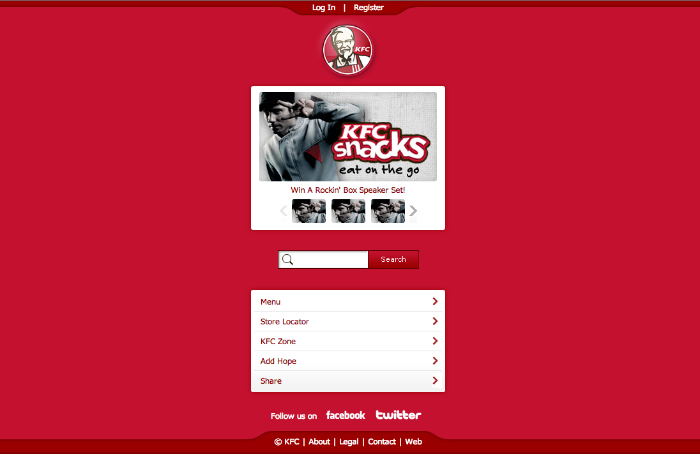 Log In | Register
KFC
KFC
snacks
eat on the go
Win A Rockin' Box Speaker Set!
Search
Menu
Store Locator
KFC Zone
Add Hope
Share
Follow us on facebook twitter
© KFC | About | Legal | Contact | Web